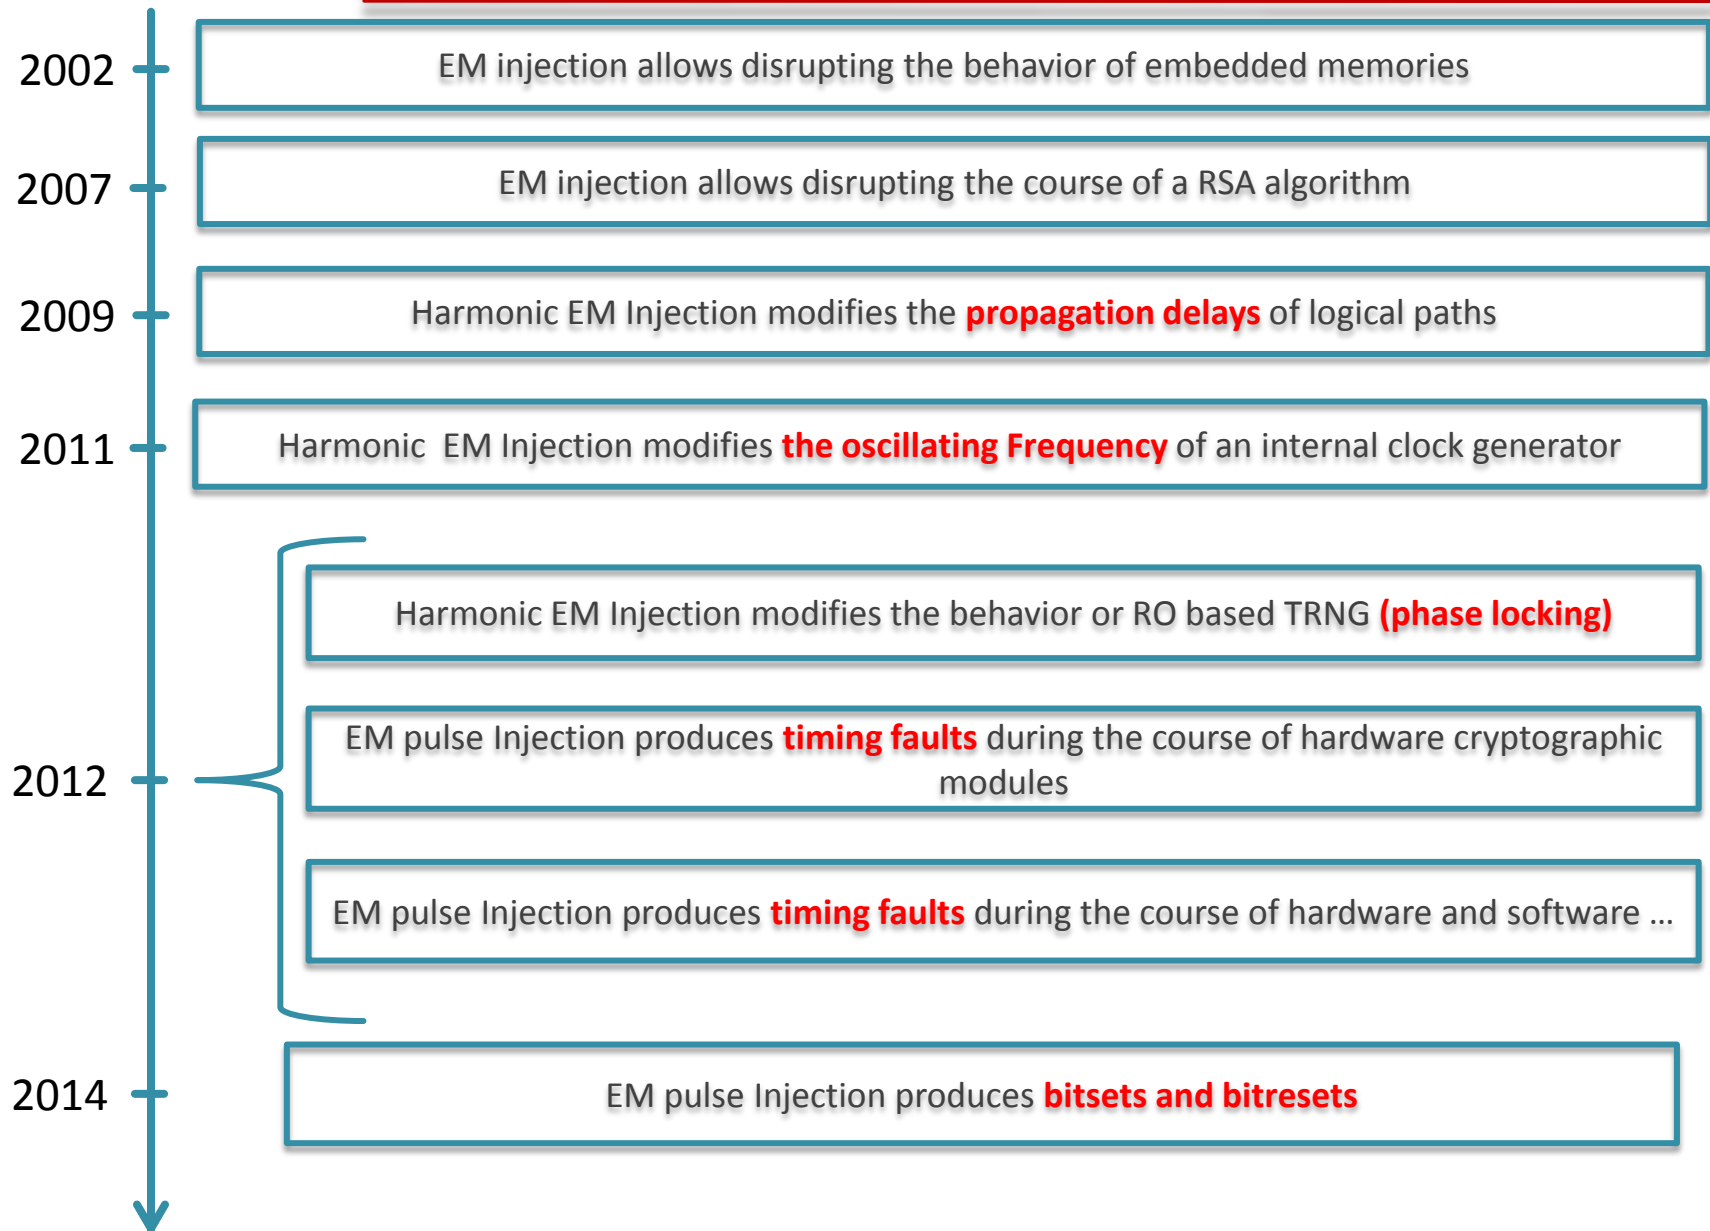 2002
EM injection allows disrupting the behavior of embedded memories
2007
EM injection allows disrupting the course of a RSA algorithm
2009
Harmonic EM Injection modifies the propagation delays of logical paths
2011
Harmonic  EM Injection modifies the oscillating Frequency of an internal clock generator
2012
Harmonic EM Injection modifies the behavior or RO based TRNG (phase locking)
EM pulse Injection produces timing faults during the course of hardware cryptographic
modules
EM pulse Injection produces timing faults during the course of hardware and software ...
2014
EM pulse Injection produces bitsets and bitresets